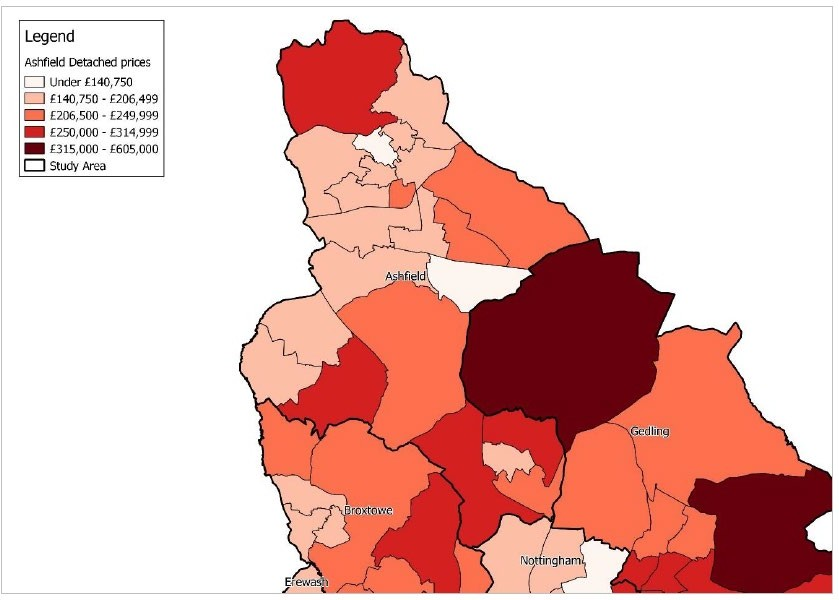 Legend
Ashfield Detached prices
Under £140,750
£140,750 - £206,499
£206,500 - £249,999
£250,000 - £314,999
£315,000 - £605,000
Study Area
Ashfield
Gedling
Broxtowe
Nottingham
Erewash